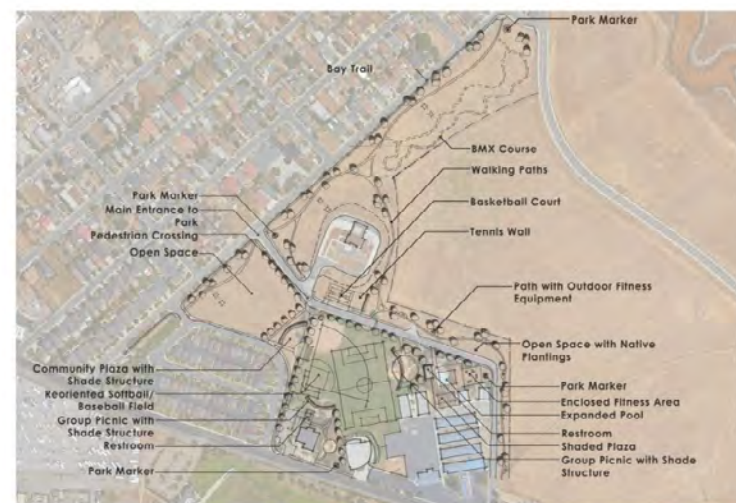 Park Marker
Bay Trail
BMX Course
Walking Paths
Park Marker
Main Entrance to
Park
Basketball Court
Pedestrian Crossing
Tennis Wall
Open Space
Path with Outdoor Fitness
Equipment
Open Space with Native
Plantings
Community Plaza with
Shade Structure
Park Marker
Reoriented Softball/
Baseball Field
Enclosed Fitness Area
Expanded Pool
Group Picnic with
Shade Structure
Restroom
Shaded Plaza
Restroom
Group Picnic with Shade
Structure
Park Marker